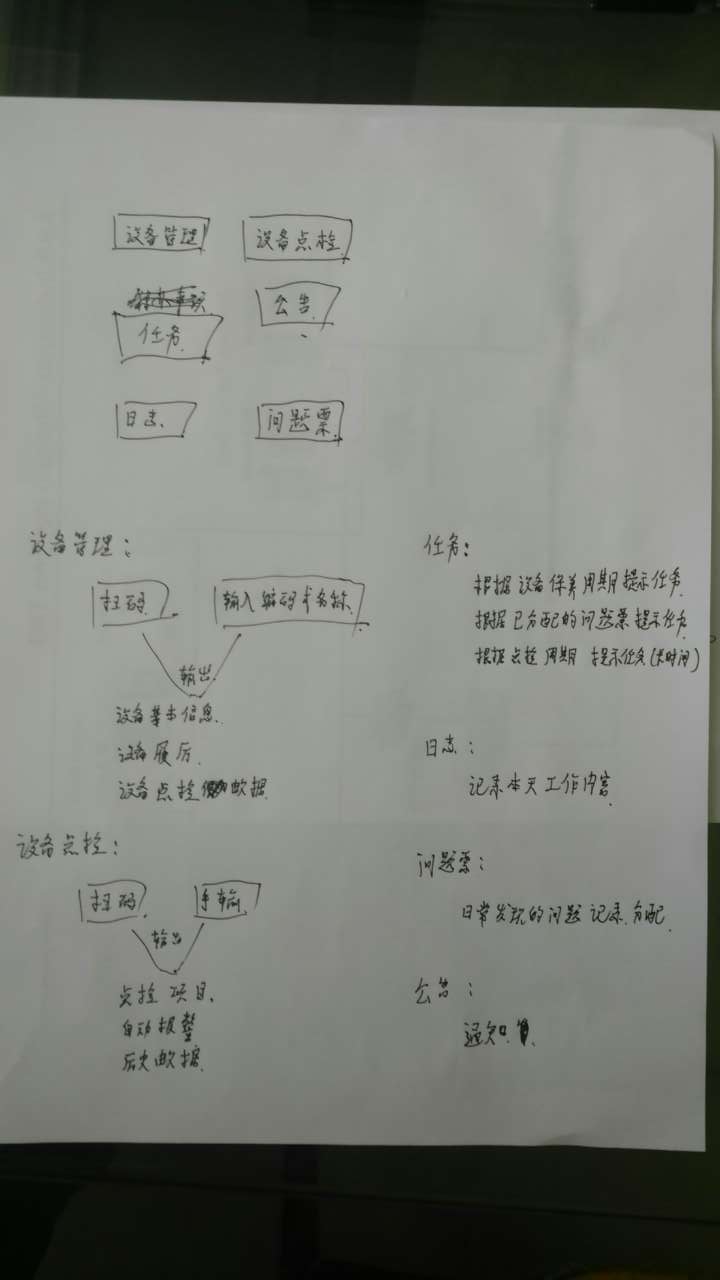 设备管理 设备点检
公告
任务
日志 问题票
设备管理：
扫码 输入编码 名称
输出
设备基本信息
设备履历
设备点检 数据
设备点检：
扫码 手输
输出
点检项目
自动报警
历史数据
任务：
根据设备保养周期提示任务
根据已分配的问题票提示任务
根据点检周期 提示任务(长时间)
日志：
记录本天工作内容
问题票：
日常发现的问题记录.分配
公告：
通知